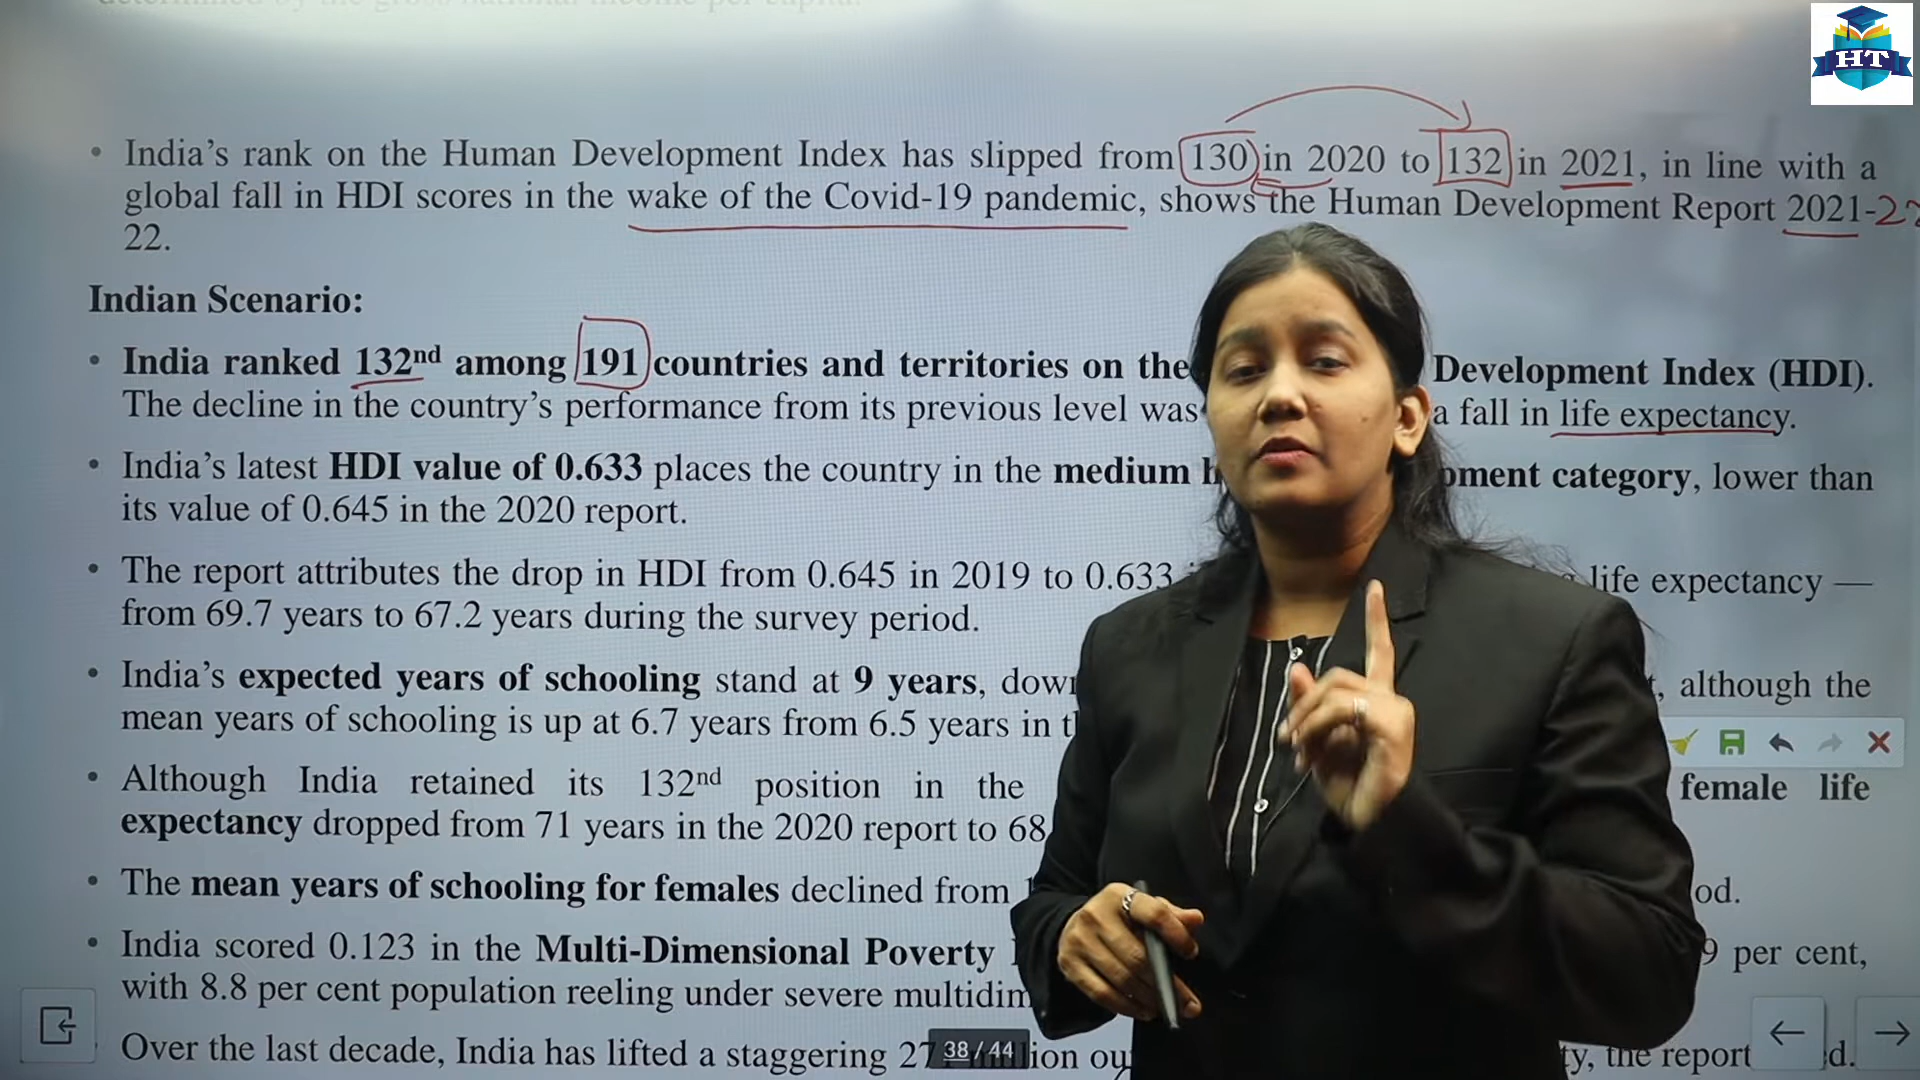 HT
India's rank on the Human Development Index has slipped from 130 in 2020 to 132 in 2021, in line with a
global fall in HDI scores in the wake of the Covid-19 pandemic, shows the Human Development Report 2021-22
22.
Indian Scenario:
India ranked 132nd among 191 countries and territories on the Development Index (HDI).
The decline in the country's performance from its previous level was a fall in life expectancy.
India's latest HDI value of 0.633 places the country in the medium category, lower than
its value of 0.645 in the 2020 report.
The report attributes the drop in HDI from 0.645 in 2019 to 0.633 life expectancy —
from 69.7 years to 67.2 years during the survey period.
India's expected years of schooling stand at 9 years, although the
mean years of schooling is up at 6.7 years from 6.5 years in
Although India retained its 132nd position in the female life
expectancy dropped from 71 years in the 2020 report to
The mean years of schooling for females declined from
India scored 0.123 in the Multi-Dimensional Poverty per cent,
with 8.8 per cent population reeling under severe
Over the last decade, India has lifted a staggering the report
38 / 44